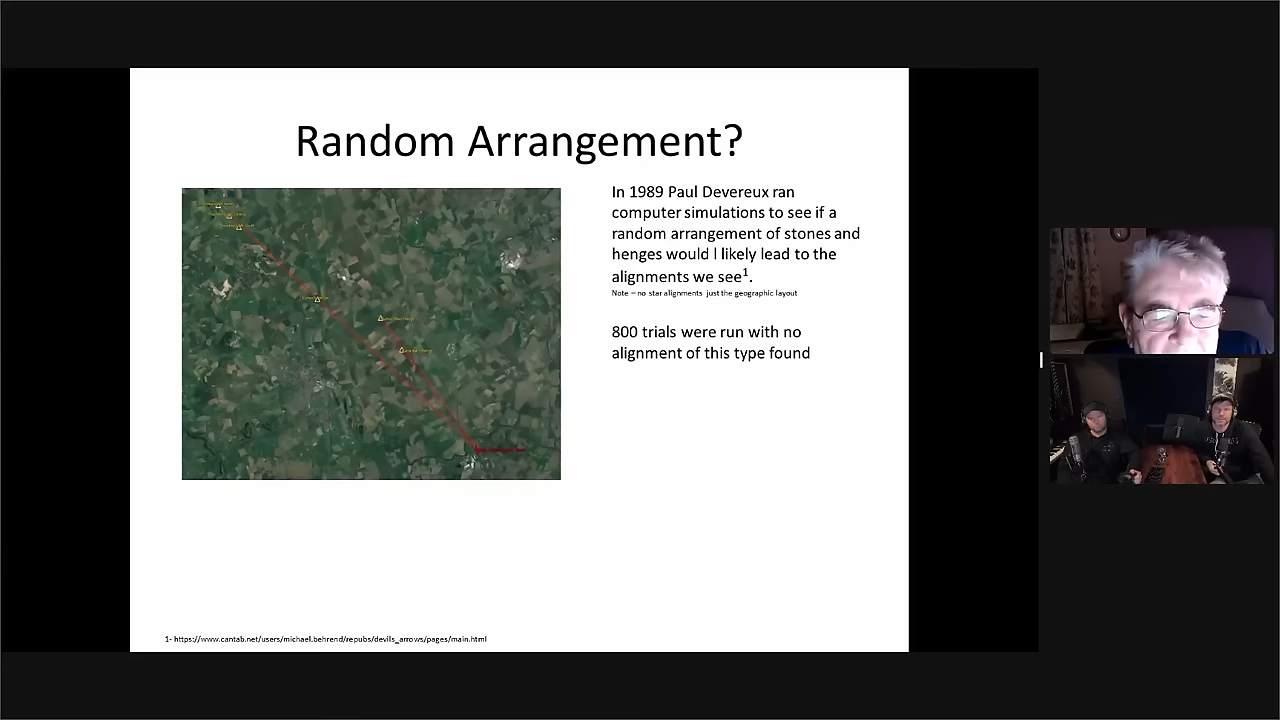 Random Arrangement?
In 1989 Paul Devereux ran
computer simulations to see if a
random arrangement of stones and
henges would l likely lead to the
alignments we see¹.
Note – no star alignments just the geographic layout
800 trials were run with no
alignment of this type found
1- https://www.cantab.net/users/michael.behrend/repubs/devils_arrows/pages/main.html